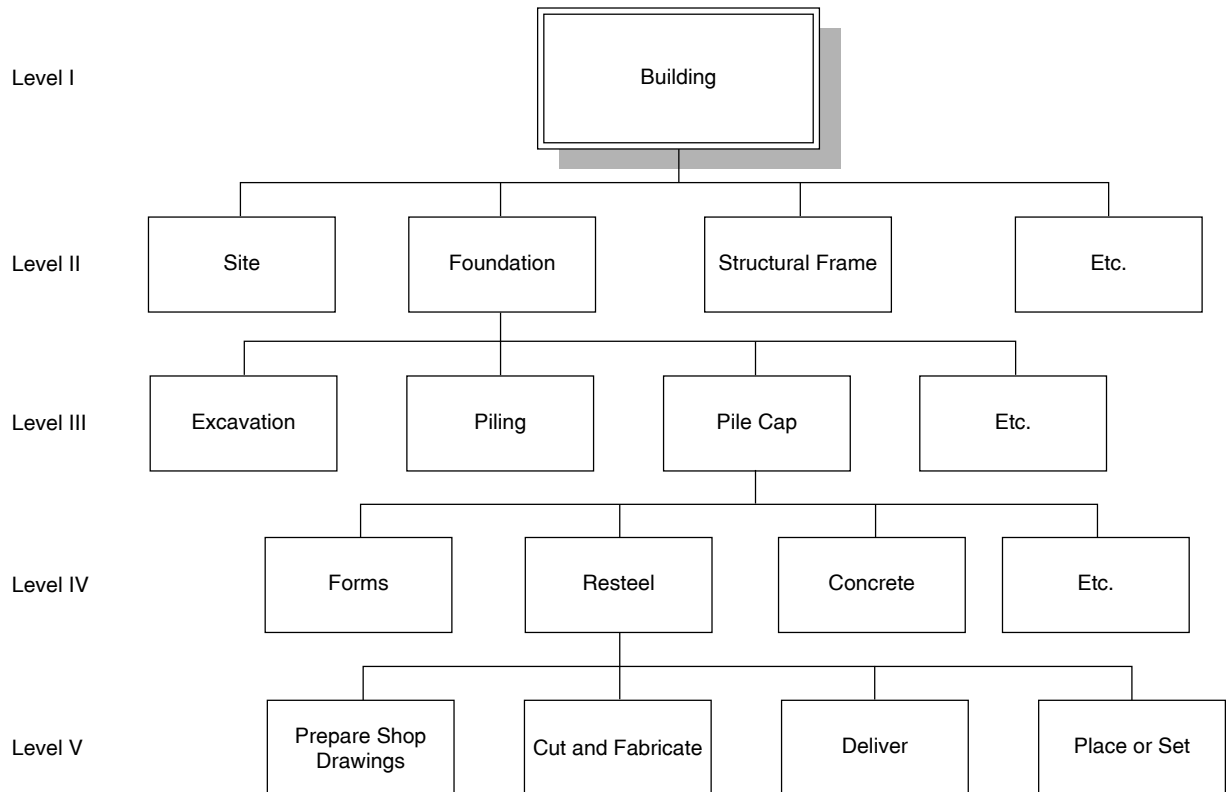 Level I
Building
Level II
Site
Foundation
Structural Frame
Etc.
Level III
Excavation
Piling
Pile Cap
Etc.
Level IV
Forms
Resteel
Concrete
Etc.
Level V
Prepare Shop
Drawings
Cut and Fabricate
Deliver
Place or Set